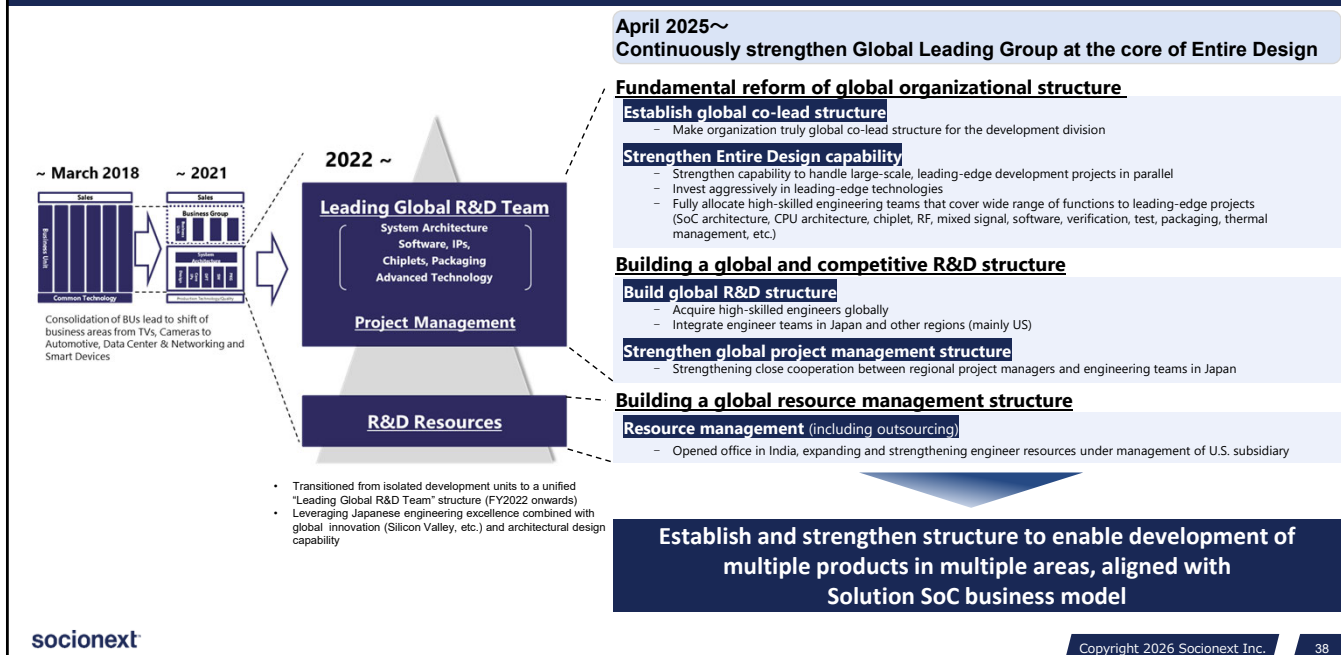 April 2025～
Continuously strengthen Global Leading Group at the core of Entire Design
~ March 2018
Sales
Business Unit
Common Technology
~ 2021
Sales
Business Group
System
Architecture
Consolidation of BUs lead to shift of
business areas from TVs, Cameras to
Automotive, Data Center & Networking and
Smart Devices
2022 ~
Leading Global R&D Team
System Architecture
Software, IPs,
Chiplets, Packaging
Advanced Technology
Project Management
R&D Resources
• Transitioned from isolated development units to a unified
"Leading Global R&D Team" structure (FY2022 onwards)
• Leveraging Japanese engineering excellence combined with
global innovation (Silicon Valley, etc.) and architectural design
capability
Fundamental reform of global organizational structure
Establish global co-lead structure
− Make organization truly global co-lead structure for the development division
Strengthen Entire Design capability
− Strengthen capability to handle large-scale, leading-edge development projects in parallel
− Invest aggressively in leading-edge technologies
− Fully allocate high-skilled engineering teams that cover wide range of functions to leading-edge projects
(SoC architecture, CPU architecture, chiplet, RF, mixed signal, software, verification, test, packaging, thermal
management, etc.)
Building a global and competitive R&D structure
Build global R&D structure
− Acquire high-skilled engineers globally
− Integrate engineer teams in Japan and other regions (mainly US)
Strengthen global project management structure
− Strengthening close cooperation between regional project managers and engineering teams in Japan
Building a global resource management structure
Resource management (including outsourcing)
− Opened office in India, expanding and strengthening engineer resources under management of U.S. subsidiary
Establish and strengthen structure to enable development of
multiple products in multiple areas, aligned with
Solution SoC business model
socionext
Copyright 2026 Socionext Inc.
38